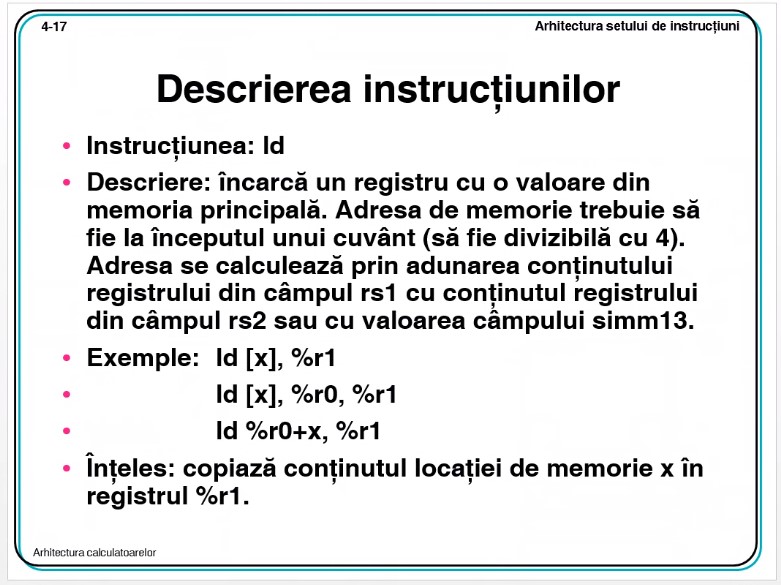 4-17
Arhitectura setului de instrucțiuni
Descrierea instrucțiunilor
• Instrucțiunea: ld
• Descriere: încarcă un registru cu o valoare din
memoria principală. Adresa de memorie trebuie să
fie la începutul unui cuvânt (să fie divizibilă cu 4).
Adresa se calculează prin adunarea conținutului
registrului din câmpul rs1 cu conținutul registrului
din câmpul rs2 sau cu valoarea câmpului simm13.
• Exemple: ld [x], %r1
• ld [x], %r0, %r1
• ld %r0+x, %r1
• Înțeles: copiază conținutul locației de memorie x în
registrul %r1.
Arhitectura calculatoarelor